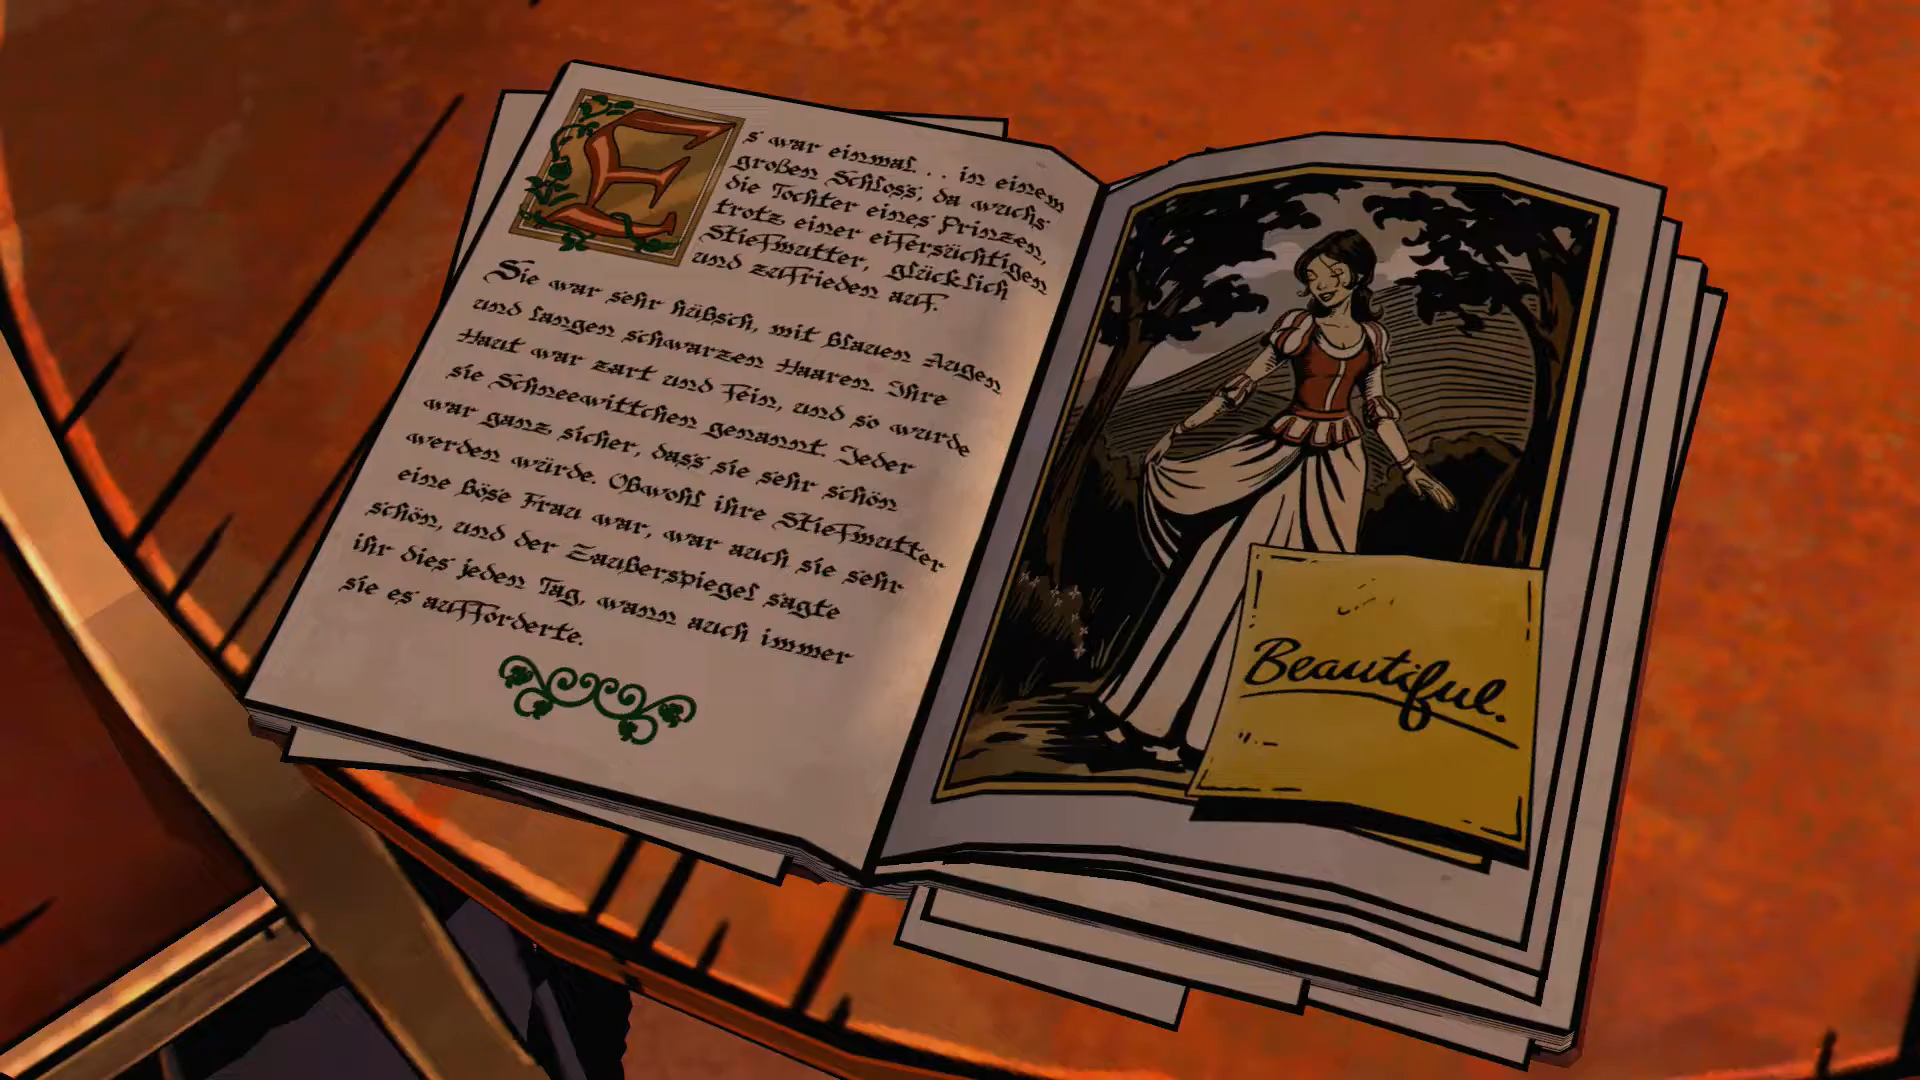 Es war einmal... in einem
großen Schloss, da wuchs
die Tochter eines Prinzen,
trotz einer eifersüchtigen
Stiefmutter, glücklich
und zufrieden auf.
Sie war sehr hübsch, mit blauen Augen
und langen schwarzen Haaren. Ihre
Haut war zart und fein, und so wurde
sie Schneewittchen genannt. Jeder
war ganz sicher, dass sie sehr schön
werden würde. Obwohl ihre Stiefmutter
eine böse Frau war, war auch sie sehr
schön, und der Zauberspiegel sagte
ihr dies jeden Tag, wann auch immer
sie es aufforderte.
Beautiful.